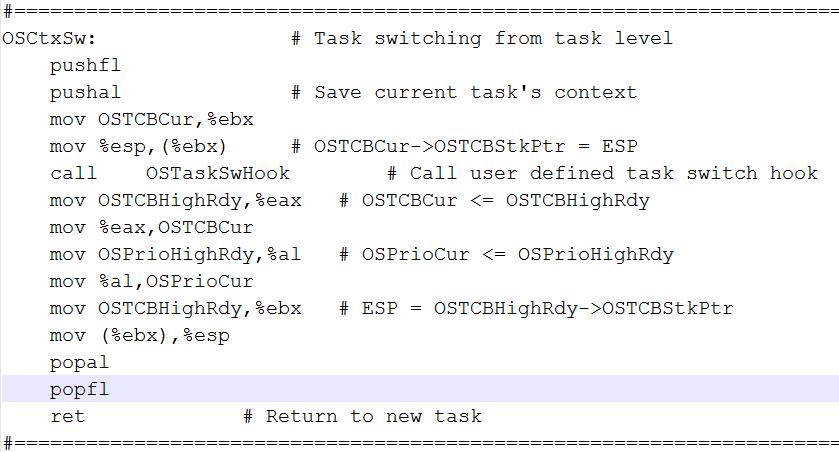 #======================================================================
OSCtxSw:                # Task switching from task level
    pushfl
    pushal              # Save current task's context
    mov OSTCBCur,%ebx
    mov %esp,(%ebx)     # OSTCBCur->OSTCBStkPtr = ESP
    call    OSTaskSwHook        # Call user defined task switch hook
    mov OSTCBHighRdy,%eax   # OSTCBCur <= OSTCBHighRdy
    mov %eax,OSTCBCur
    mov OSPrioHighRdy,%al   # OSPrioCur <= OSPrioHighRdy
    mov %al,OSPrioCur
    mov OSTCBHighRdy,%ebx   # ESP = OSTCBHighRdy->OSTCBStkPtr
    mov (%ebx),%esp
    popal
    popfl
    ret             # Return to new task
#======================================================================